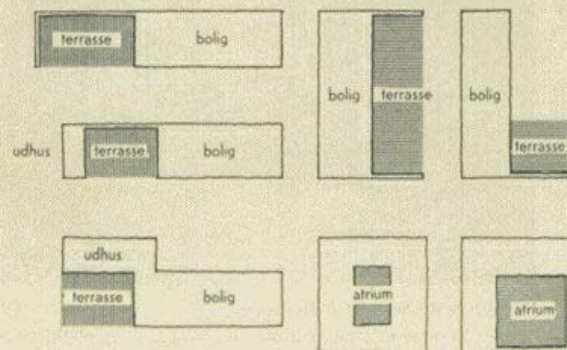 terrasse bolig
bolig terrasse
bolig
terrasse
udhus terrasse bolig
udhus
terrasse bolig
atrium
atrium